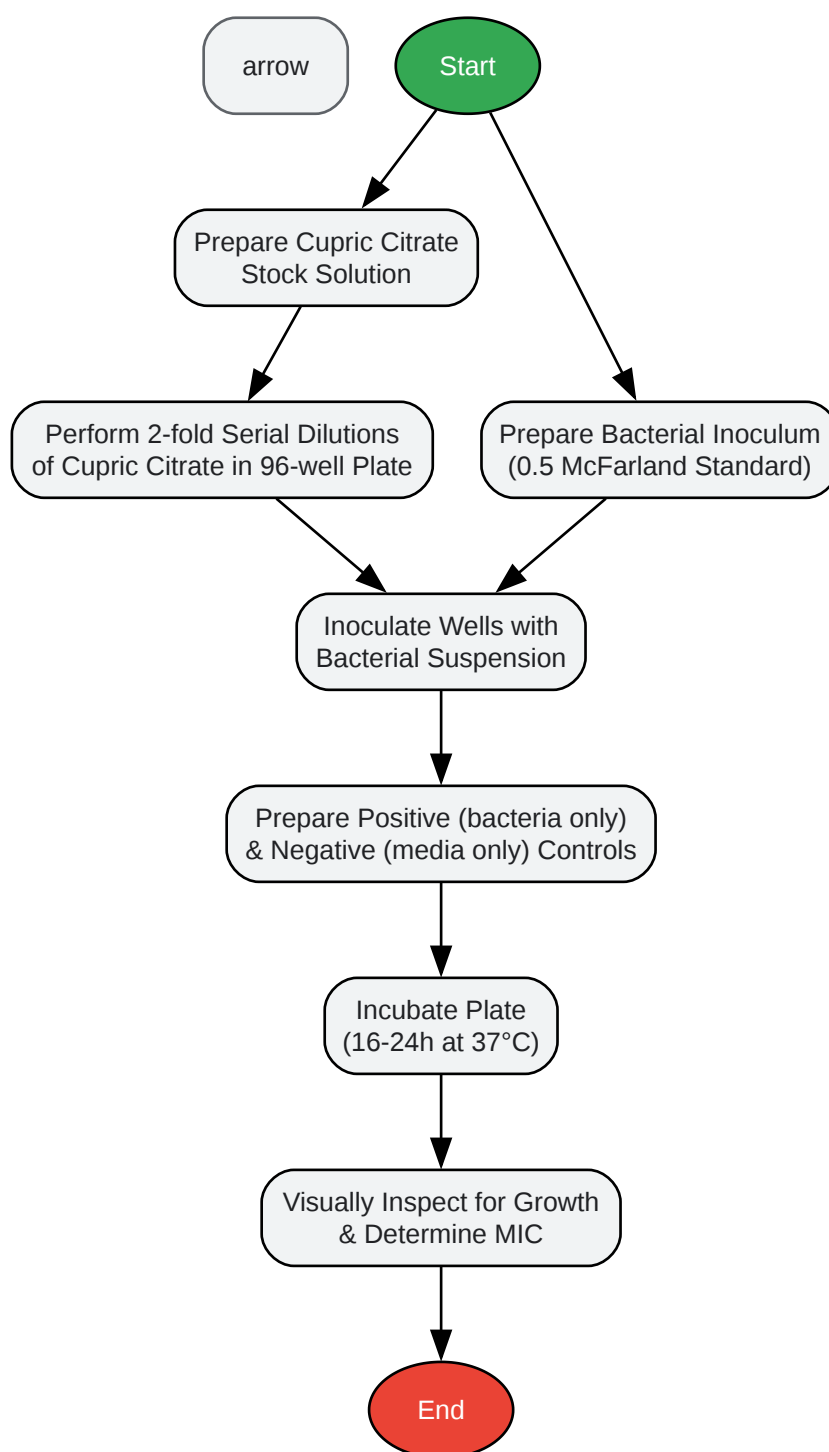 arrow
Start
Prepare Cupric Citrate
Stock Solution
Perform 2-fold Serial Dilutions
of Cupric Citrate in 96-well Plate
Prepare Bacterial Inoculum
(0.5 McFarland Standard)
Inoculate Wells with
Bacterial Suspension
Prepare Positive (bacteria only)
& Negative (media only) Controls
Incubate Plate
(16-24h at 37°C)
Visually Inspect for Growth
& Determine MIC
End